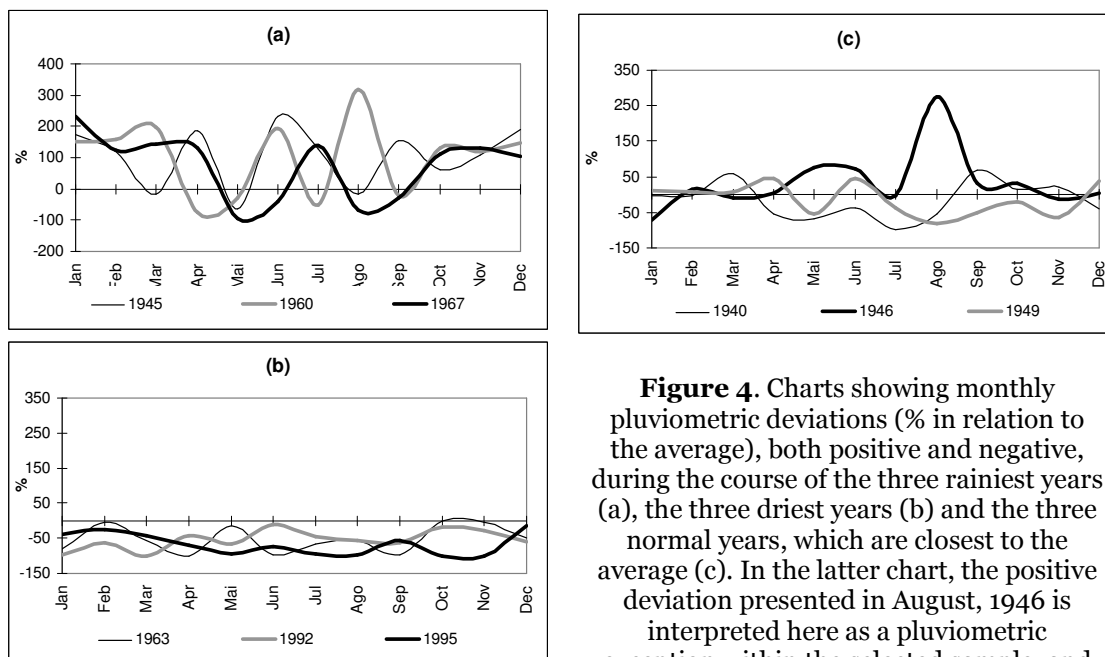 (a)
400
300
200
100
0
-100
-200
%
Jan
Feb
Mar
Apr
Mai
Jun
Jul
Ago
Sep
Oct
Nov
Dec
1945 1960 1967
(c)
350
250
150
50
-50
-150
%
Jan
Feb
Mar
Apr
Mai
Jun
Jul
Ago
Sep
Oct
Nov
Dec
1940 1946 1949
(b)
350
250
150
50
-50
-150
%
Jan
Feb
Mar
Apr
Mai
Jun
Jul
Ago
Sep
Oct
Nov
Dec
1963 1992 1995
Figure 4. Charts showing monthly
pluviometric deviations (% in relation to
the average), both positive and negative,
during the course of the three rainiest years
(a), the three driest years (b) and the three
normal years, which are closest to the
average (c). In the latter chart, the positive
deviation presented in August, 1946 is
interpreted here as a pluviometric
within the selected sample, and